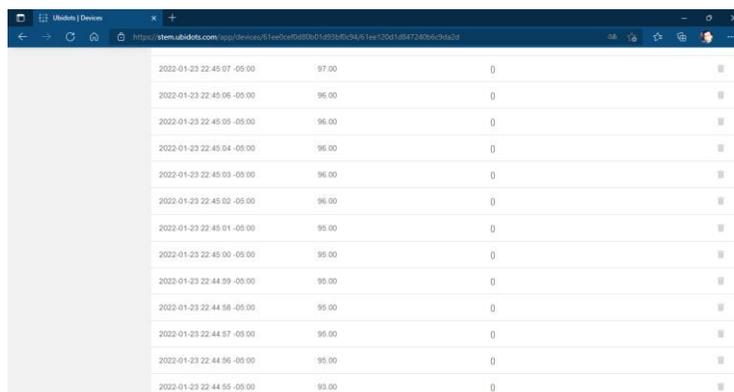 Ubidots | Devices
https://stem.ubidots.com/app/devices/61ee0cef0d80b01d93bf0c94/61ee120d1d847240b6c9da2d
2022-01-23 22:45:07 -05:00 97.00 {}
2022-01-23 22:45:06 -05:00 96.00 {}
2022-01-23 22:45:05 -05:00 96.00 {}
2022-01-23 22:45:04 -05:00 96.00 {}
2022-01-23 22:45:03 -05:00 96.00 {}
2022-01-23 22:45:02 -05:00 96.00 {}
2022-01-23 22:45:01 -05:00 95.00 {}
2022-01-23 22:45:00 -05:00 95.00 {}
2022-01-23 22:44:59 -05:00 95.00 {}
2022-01-23 22:44:58 -05:00 95.00 {}
2022-01-23 22:44:57 -05:00 95.00 {}
2022-01-23 22:44:56 -05:00 95.00 {}
2022-01-23 22:44:55 -05:00 93.00 {}